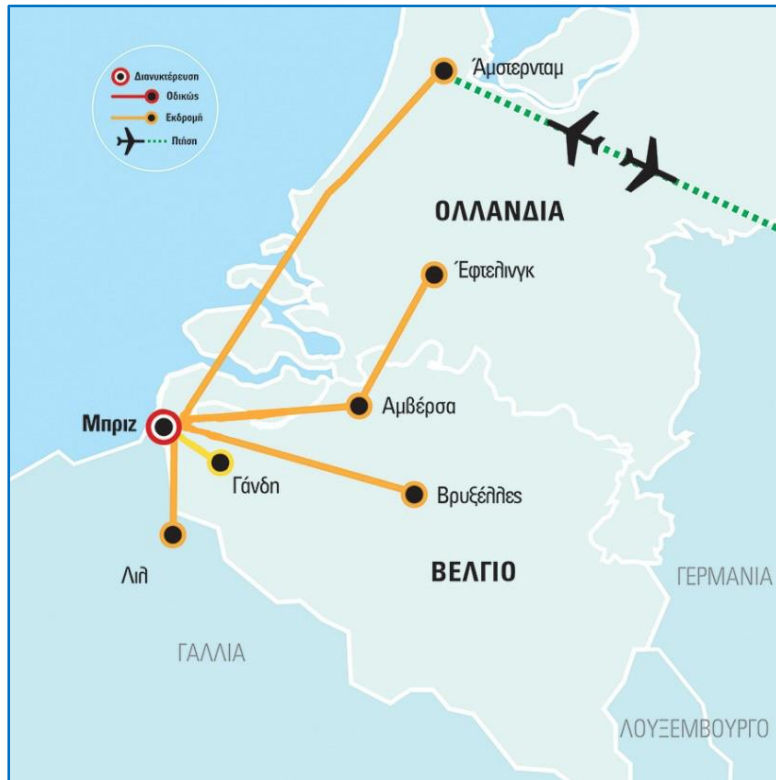 Διανυκτέρευση
Οδικώς
Εκδρομή
Πτήση
Άμστερνταμ
ΟΛΛΑΝΔΙΑ
Έφτελινγκ
Αμβέρσα
Μπριζ
Γάνδη
Βρυξέλλες
Λιλ
ΒΕΛΓΙΟ
ΓΕΡΜΑΝΙΑ
ΓΑΛΛΙΑ
ΛΟΥΞΕΜΒΟΥΡΓΟ